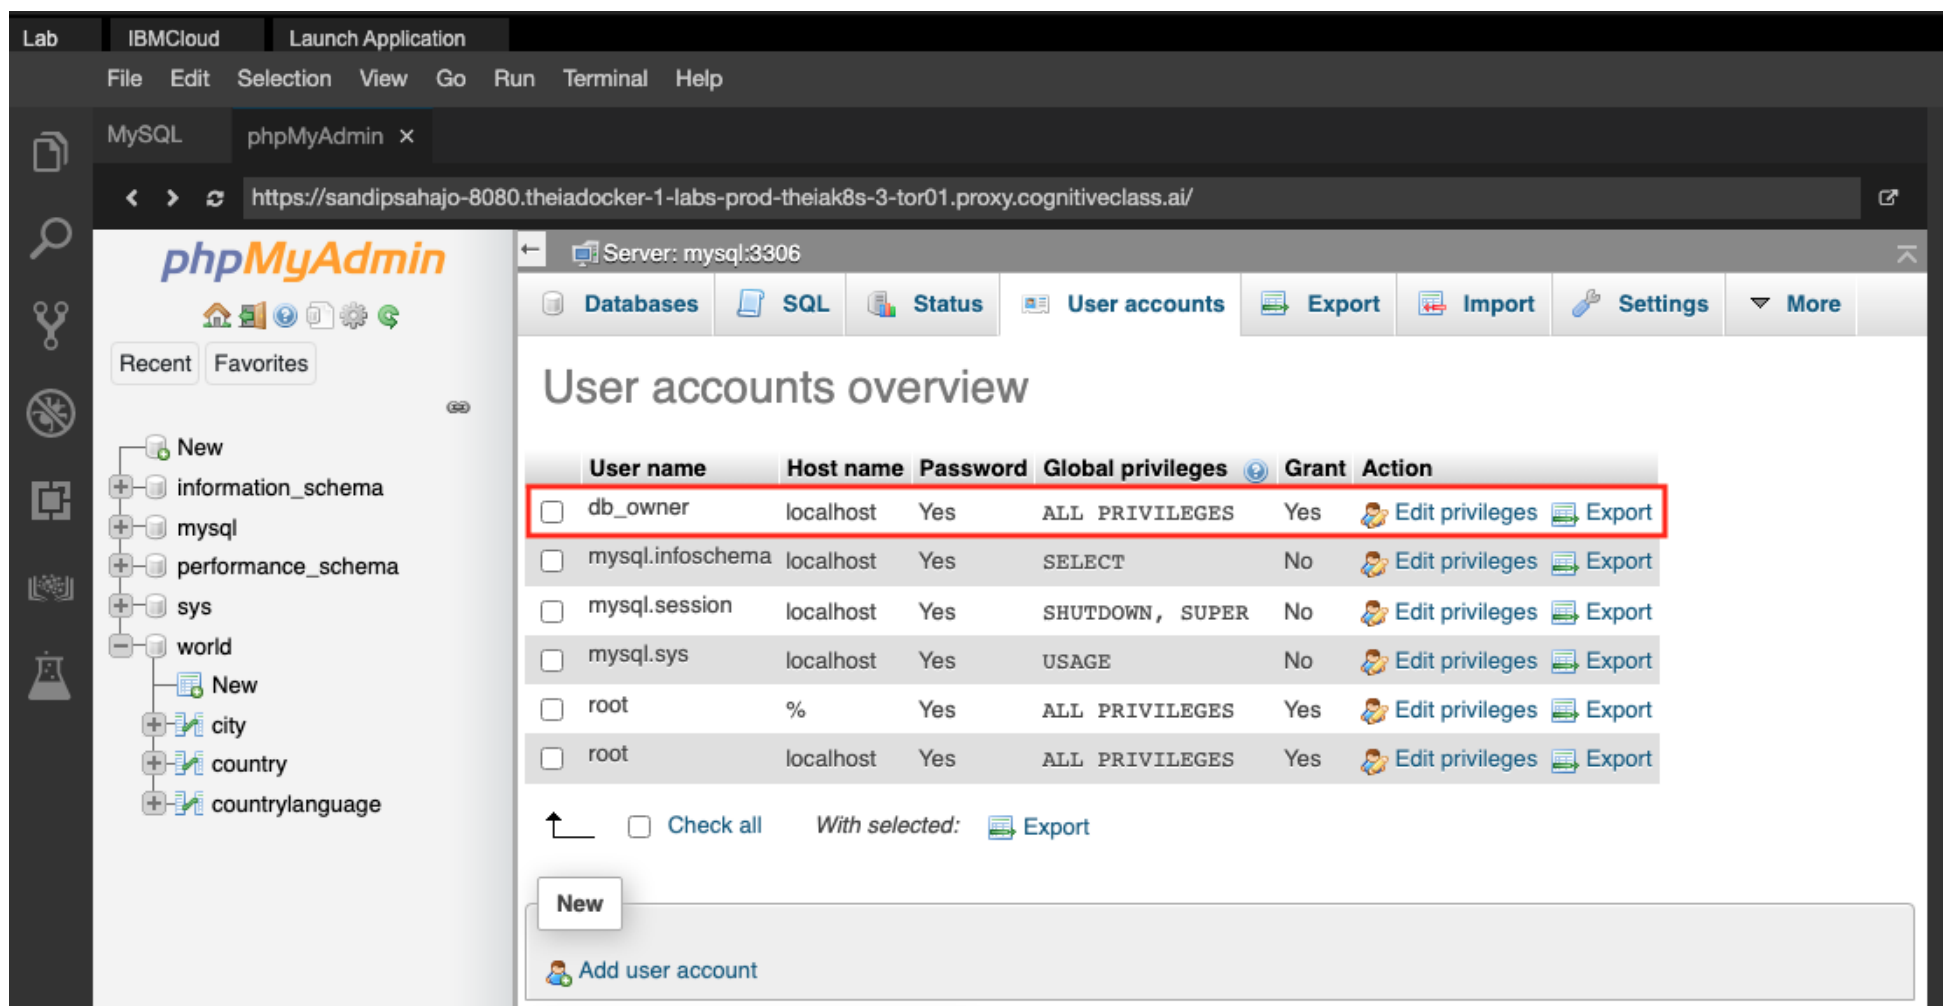 Lab IBMCloud Launch Application
File Edit Selection View Go Run Terminal Help
MySQL phpMyAdmin ×
https://sandipsahajo-8080.theiadocker-1-labs-prod-theiak8s-3-tor01.proxy.cognitiveclass.ai/
phpMyAdmin
Recent Favorites
New
information_schema
mysql
performance_schema
sys
world
New
city
country
countrylanguage
Server: mysql:3306
Databases SQL Status User accounts Export Import Settings More
User accounts overview
User name Host name Password Global privileges Grant Action
db_owner localhost Yes ALL PRIVILEGES Yes Edit privileges Export
mysql.infoschema localhost Yes SELECT No Edit privileges Export
mysql.session localhost Yes SHUTDOWN, SUPER No Edit privileges Export
mysql.sys localhost Yes USAGE No Edit privileges Export
root % Yes ALL PRIVILEGES Yes Edit privileges Export
root localhost Yes ALL PRIVILEGES Yes Edit privileges Export
Check all With selected: Export
New
Add user account